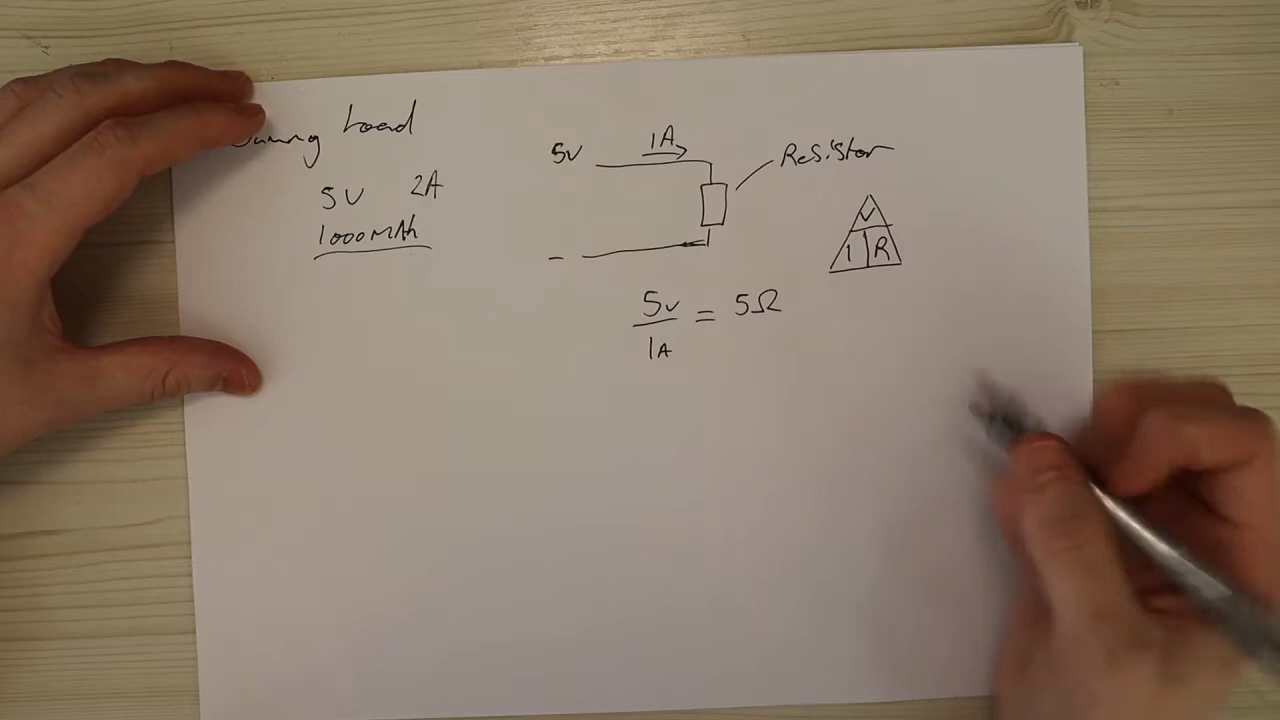 Load
5V 2A
1000MAh
5V 1A Resistor
-
V
I R
5V
1A
= 5Ω